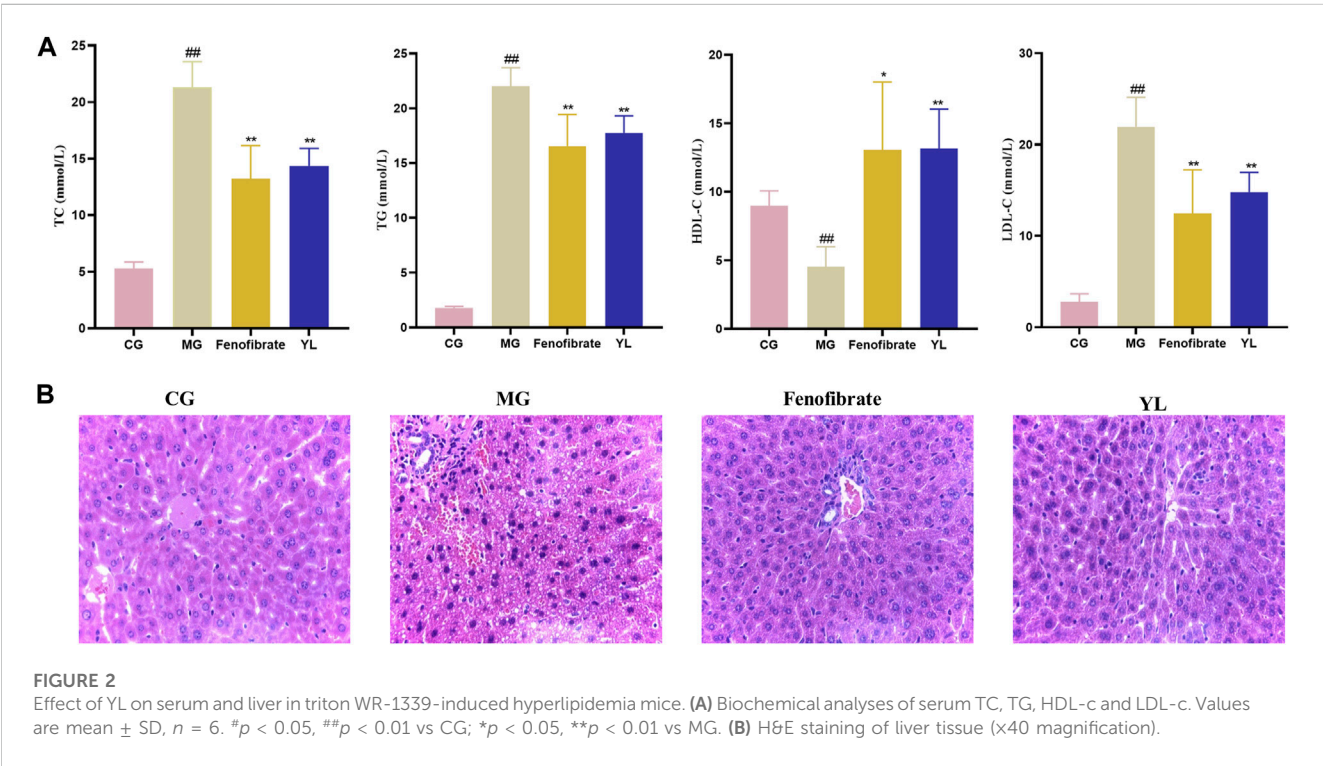 A
25
20
15
10
5
0
TC (mmol/L)
##
**
**
CG MG Fenofibrate YL
25
20
15
10
5
0
TG (mmol/L)
##
**
**
CG MG Fenofibrate YL
20
15
10
5
0
HDL-C (mmol/L)
##
*
**
CG MG Fenofibrate YL
30
20
10
0
LDL-C (mmol/L)
##
**
**
CG MG Fenofibrate YL
B
CG MG Fenofibrate YL
FIGURE 2
Effect of YL on serum and liver in triton WR-1339-induced hyperlipidemia mice. (A) Biochemical analyses of serum TC, TG, HDL-c and LDL-c. Values
are mean ± SD, n = 6. #p < 0.05, ##p < 0.01 vs CG; *p < 0.05, **p < 0.01 vs MG. (B) H&E staining of liver tissue (×40 magnification).